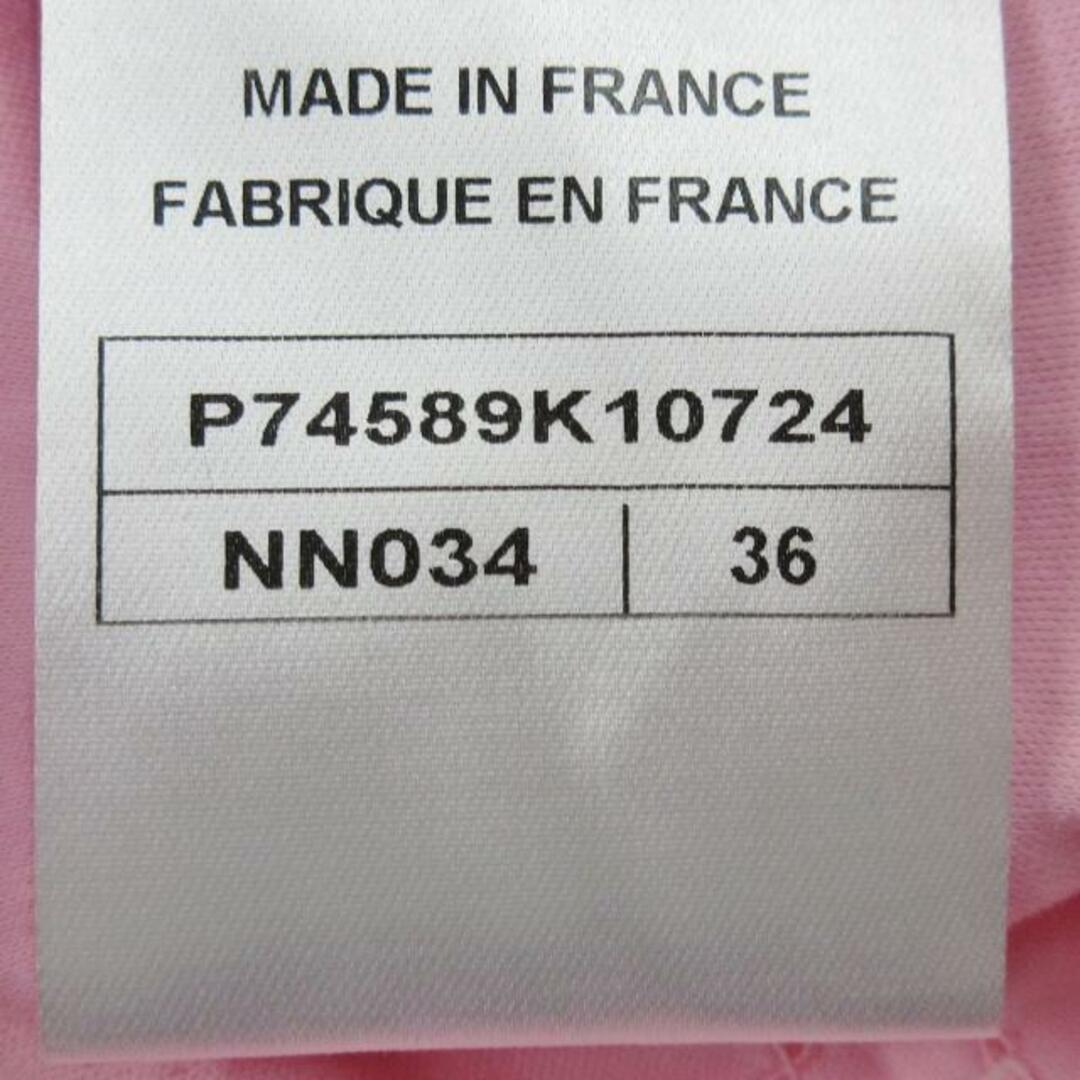 MADE IN FRANCE
FABRIQUE EN FRANCE
P74589K10724
NN034 36